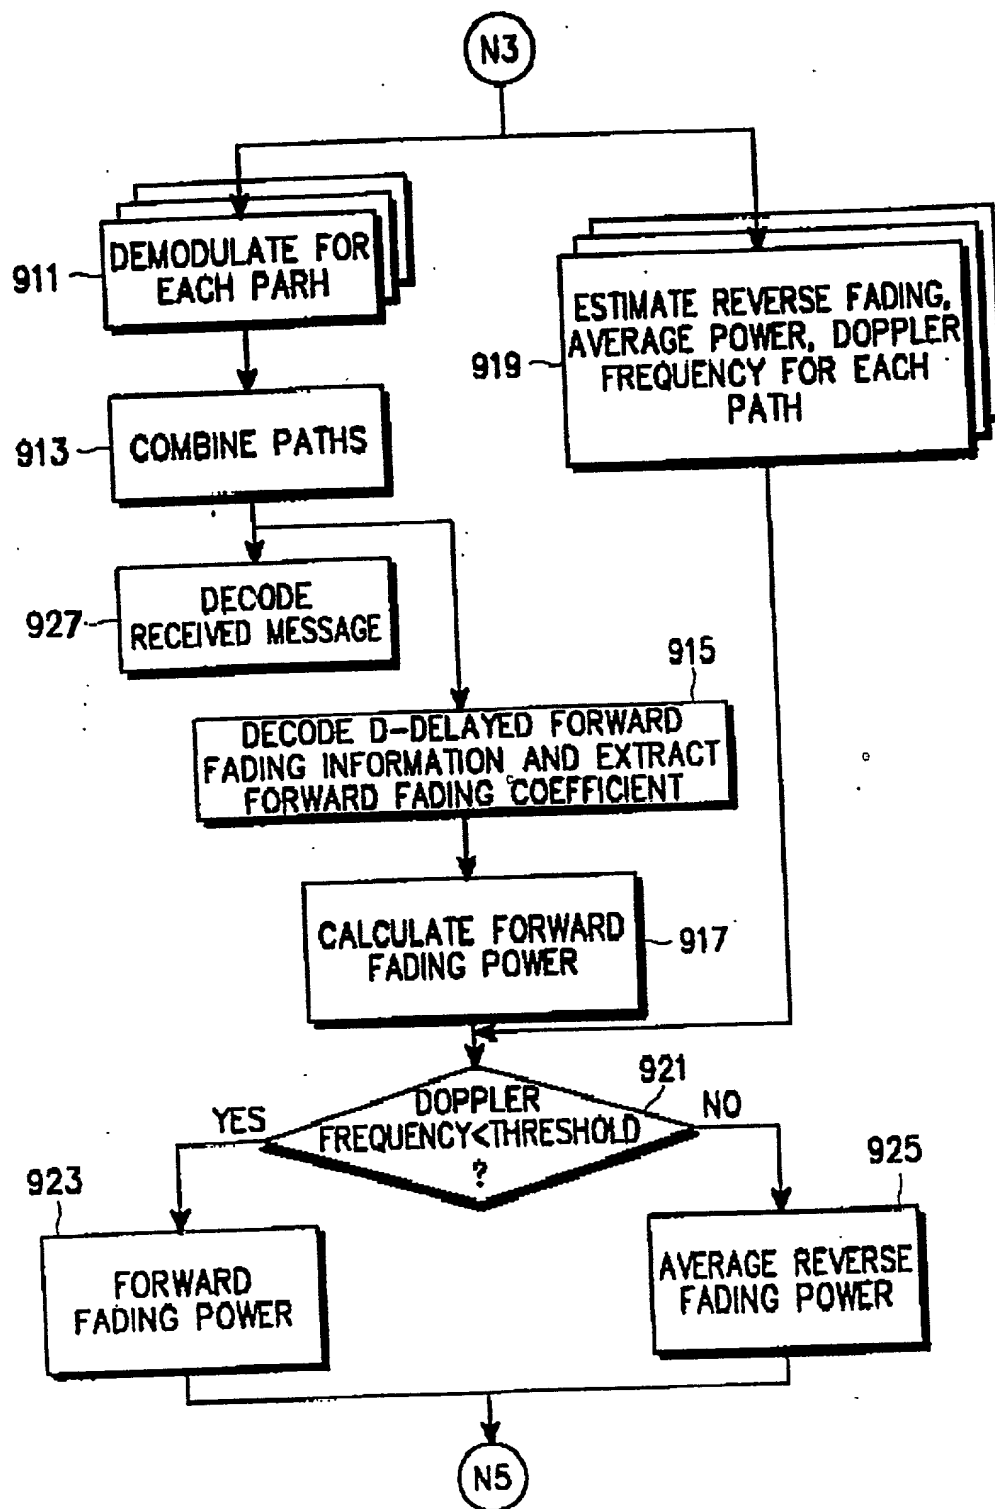 N3
911
DEMODULATE FOR
EACH PARH
919
ESTIMATE REVERSE FADING,
AVERAGE POWER, DOPPLER
FREQUENCY FOR EACH
PATH
913
COMBINE PATHS
927
DECODE
RECEIVED MESSAGE
915
DECODE D-DELAYED FORWARD
FADING INFORMATION AND EXTRACT
FORWARD FADING COEFFICIENT
CALCULATE FORWARD
FADING POWER
917
921
DOPPLER
FREQUENCY<THRESHOLD
?
YES
NO
923
FORWARD
FADING POWER
925
AVERAGE REVERSE
FADING POWER
N5